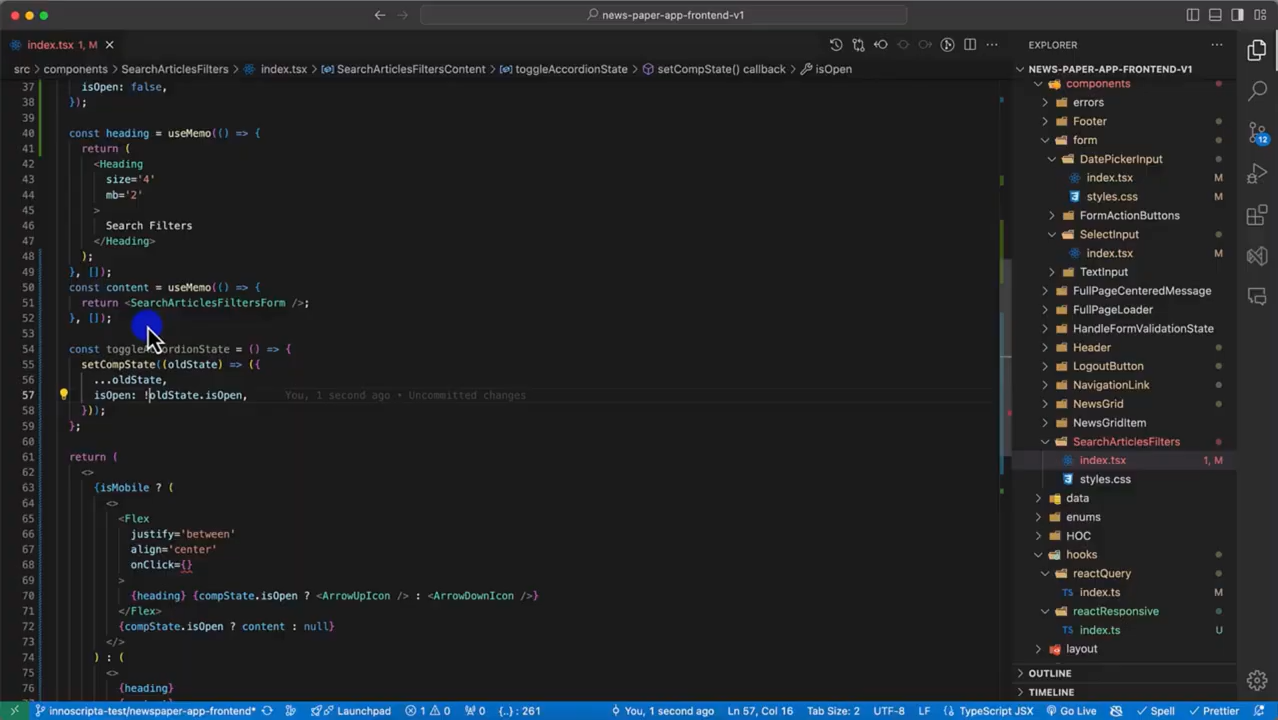 news-paper-app-frontend-v1
index.tsx 1, M
EXPLORER
src > components > SearchArticlesFilters > index.tsx > SearchArticlesFiltersContent > toggleAccordionState > setCompState() callback > isOpen
NEWS-PAPER-APP-FRONTEND-V1
37 isOpen: false,
38 });
39
40 const heading = useMemo(() => {
41 return (
42 <Heading
43 size='4'
44 mb='2'
45 >
46 Search Filters
47 </Heading>
48 );
49 }, []);
50 const content = useMemo(() => {
51 return <SearchArticlesFiltersForm />;
52 }, []);
53
54 const toggleAccordionState = () => {
55 setCompState((oldState) => ({
56 ...oldState,
57 isOpen: !oldState.isOpen, You, 1 second ago • Uncommitted changes
58 }));
59 };
60
61 return (
62 <>
63 {isMobile ? (
64 <>
65 <Flex
66 justify='between'
67 align='center'
68 onClick={}
69 >
70 {heading} {compState.isOpen ? <ArrowUpIcon /> : <ArrowDownIcon />}
71 </Flex>
72 {compState.isOpen ? content : null}
73 </>
74 ) : (
75 <>
76 {heading}
components
errors
Footer
form
DatePickerInput
index.tsx M
styles.css M
FormActionButtons
SelectInput
index.tsx M
TextInput
FullPageCenteredMessage
FullPageLoader
HandleFormValidationState
Header
LogoutButton
NavigationLink
NewsGrid
NewsGridItem
SearchArticlesFilters
index.tsx 1, M
styles.css
data
enums
HOC
hooks
reactQuery
TS index.ts M
reactResponsive
TS index.ts U
layout
OUTLINE
TIMELINE
12
innoscripta-test/newspaper-app-frontend* Launchpad 1 0 0 {..} : 261 You, 1 second ago Ln 57, Col 16 Tab Size: 2 UTF-8 LF {} TypeScript JSX Go Live Spell Prettier